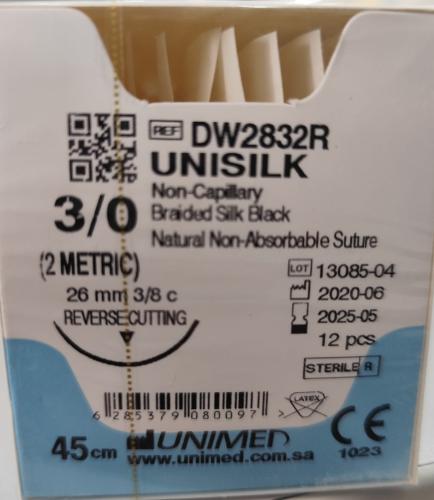 REF DW2832R
UNISILK
3/0
Non-Capillary
Braided Silk Black
Natural Non-Absorbable Suture
(2 METRIC)
26 mm 3/8 c
REVERSE CUTTING
LOT 13085-04
2020-06
2025-05
12 pcs
STERILE R
6 285379 080097
LATEX
CE
1023
45cm
UNIMED
www.unimed.com.sa